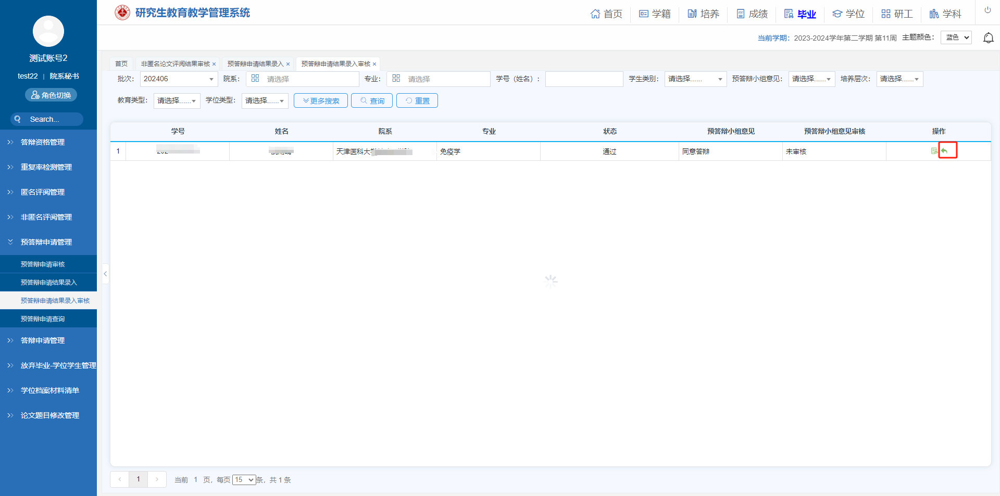 研究生教育教学管理系统
首页 学籍 培养 成绩 毕业 学位 研工 学科
当前学期：2023-2024学年第二学期 第11周 主题颜色： 蓝色
测试账号2
test22 | 院系秘书
角色切换
Search...
答辩资格管理
重复率检测管理
匿名评阅管理
非匿名评阅管理
预答辩申请管理
预答辩申请审核
预答辩申请结果录入
预答辩申请结果录入审核
预答辩申请查询
答辩申请管理
放弃毕业-学位学生管理
学位档案材料清单
论文题目修改管理
首页 非匿名论文评阅结果审核 × 预答辩申请结果录入 × 预答辩申请结果录入审核 ×
批次： 202406 院系： 请选择 专业： 请选择 学号（姓名）： 学生类别： 请选择...... 预答辩小组意见： 请选择...... 培养层次： 请选择......
教育类型： 请选择...... 学位类型： 请选择...... 更多搜索 查询 重置
学号 姓名 院系 专业 状态 预答辩小组意见 预答辩小组意见审核 操作
1 天津医科大 免疫学 通过 同意答辩 未审核
1 当前 1 页，每页 15 条，共 1 条